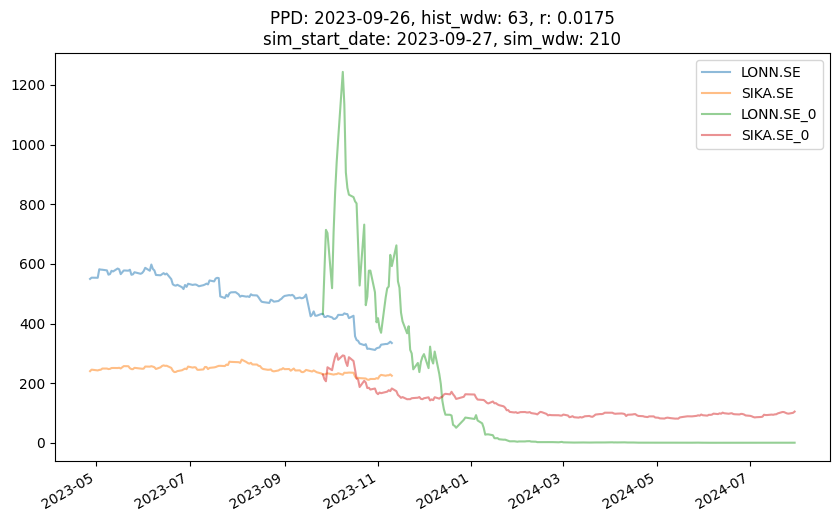 PPD: 2023-09-26, hist_wdw: 63, r: 0.0175
sim_start_date: 2023-09-27, sim_wdw: 210
LONN.SE
SIKA.SE
LONN.SE_0
SIKA.SE_0
1200
1000
800
600
400
200
0
2023-05
2023-07
2023-09
2023-11
2024-01
2024-03
2024-05
2024-07